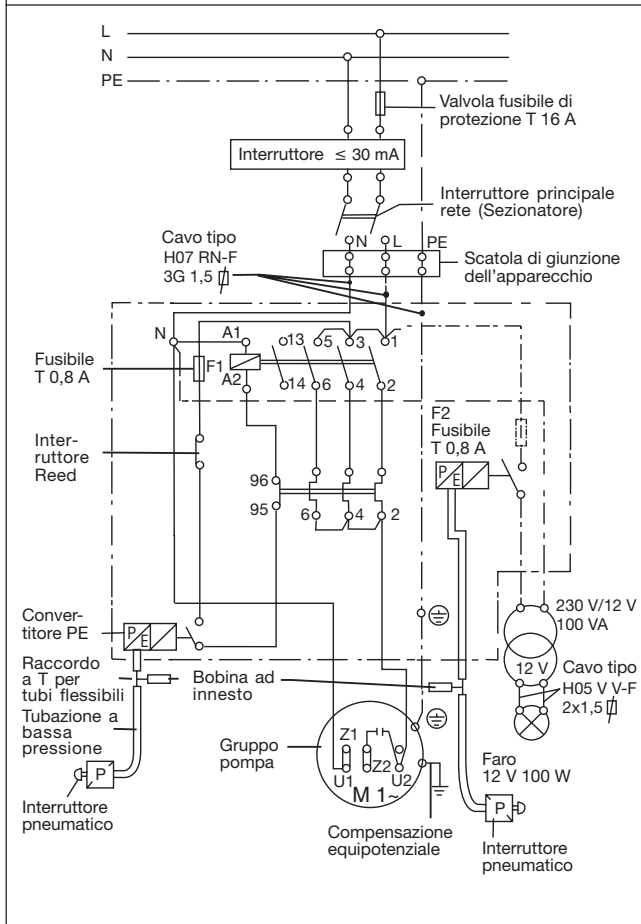 L
N
PE
Valvola fusibile di
protezione T 16 A
Interruttore ≤ 30 mA
Interruttore principale
rete (Sezionatore)
Cavo tipo
H07 RN-F
3G 1,5
N
L
PE
Scatola di giunzione
dell'apparecchio
N
A1
13
5
3
1
Fusibile
T 0,8 A
F1
A2
14
6
4
2
F2
Fusibile
T 0,8 A
Inter-
ruttore
Reed
96
95
6
4
2
P
E
Conver-
titore PE
P
E
230 V/12 V
100 VA
12 V
Raccordo
a T per
tubi flessibili
Bobina ad
innesto
Cavo tipo
H05 V V-F
2x1,5
Tubazione a
bassa
pressione
Gruppo
pompa
Z1
Z2
U1
U2
M 1~
Faro
12 V 100 W
P
Interruttore
pneumatico
Compensazione
equipotenziale
P
Interruttore
pneumatico